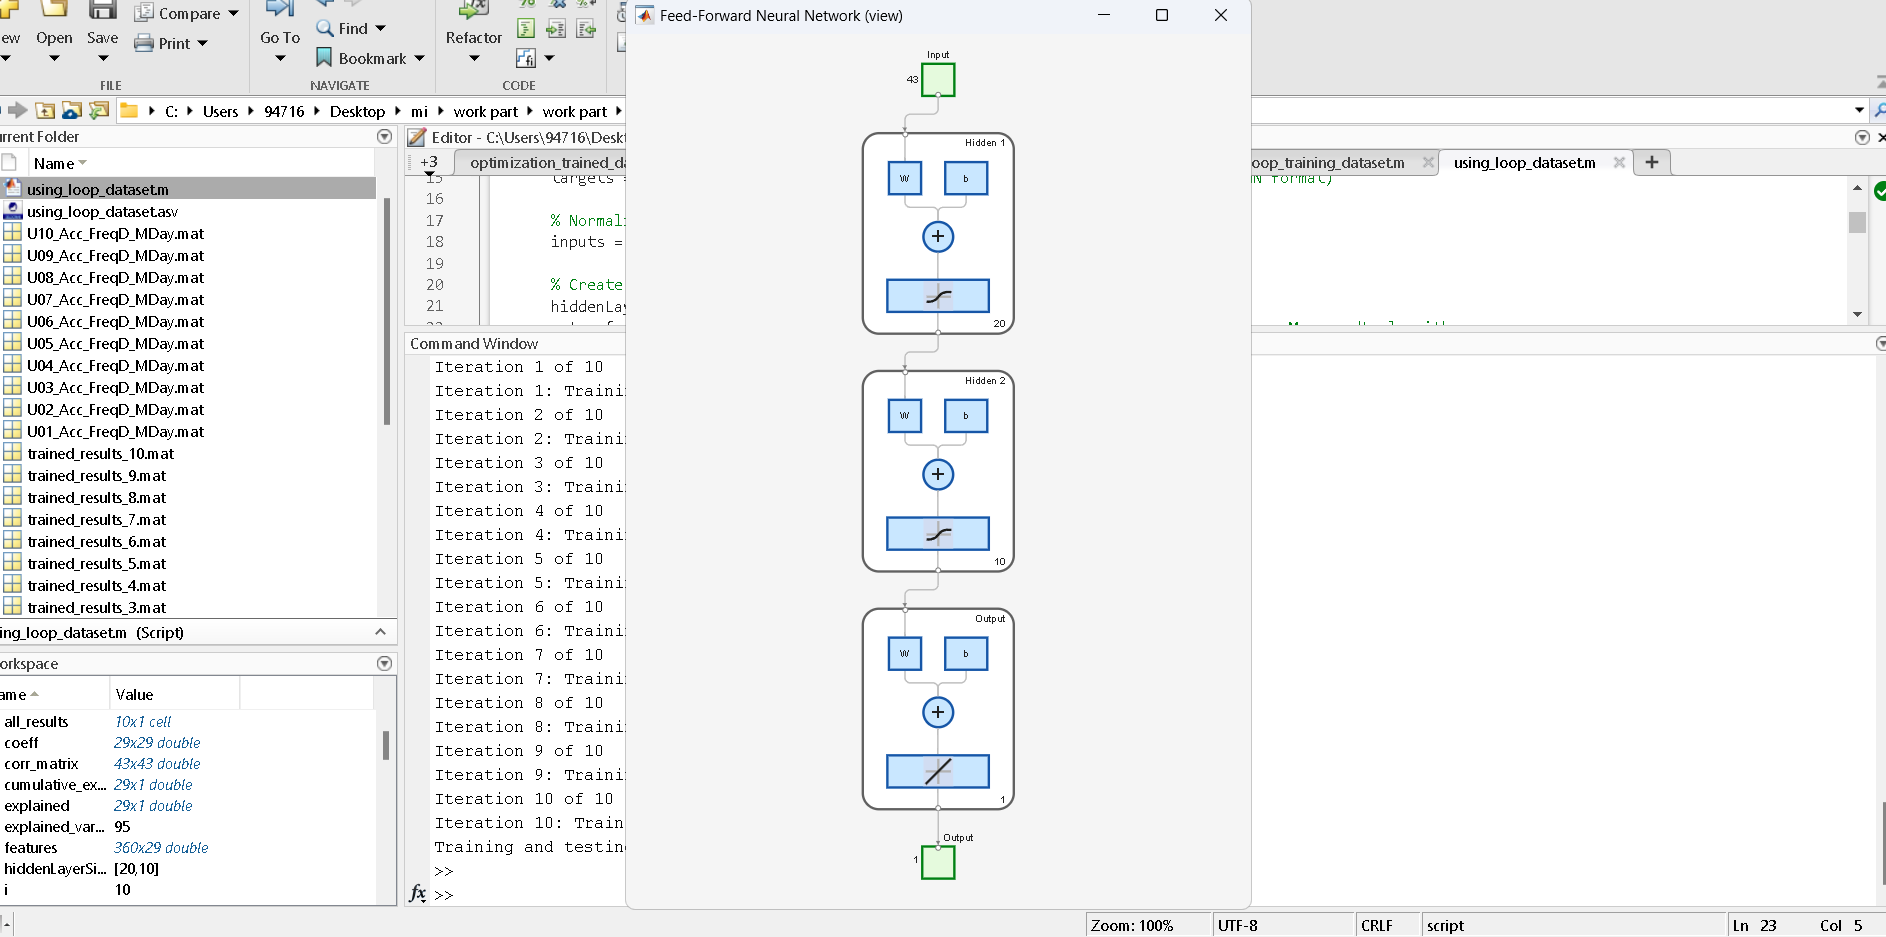 Compare
Print
Open
Save
FILE
Go To
Find
Bookmark
NAVIGATE
Refactor
CODE
C: Users 94716 Desktop mi work part work part
Name
using_loop_dataset.m
using_loop_dataset.asv
U10_Acc_FreqD_MDay.mat
U09_Acc_FreqD_MDay.mat
U08_Acc_FreqD_MDay.mat
U07_Acc_FreqD_MDay.mat
U06_Acc_FreqD_MDay.mat
U05_Acc_FreqD_MDay.mat
U04_Acc_FreqD_MDay.mat
U03_Acc_FreqD_MDay.mat
U02_Acc_FreqD_MDay.mat
U01_Acc_FreqD_MDay.mat
trained_results_10.mat
trained_results_9.mat
trained_results_8.mat
trained_results_7.mat
trained_results_6.mat
trained_results_5.mat
trained_results_4.mat
trained_results_3.mat
ing_loop_dataset.m (Script)
orkspace
ame Value
all_results 10x1 cell
coeff 29x29 double
corr_matrix 43x43 double
cumulative_ex... 29x1 double
explained 29x1 double
explained_var... 95
features 360x29 double
hiddenLayerSi... [20,10]
i 10
rrent Folder
Editor - C:\Users\94716\Deskt
+3 optimization_trained_da
oop_training_dataset.m
using_loop_dataset.m
16
17 % Normali
18 inputs =
19
20 % Create
21 hiddenLay
Command Window
Iteration 1 of 10
Iteration 1: Traini
Iteration 2 of 10
Iteration 2: Traini
Iteration 3 of 10
Iteration 3: Traini
Iteration 4 of 10
Iteration 4: Traini
Iteration 5 of 10
Iteration 5: Traini
Iteration 6 of 10
Iteration 6: Traini
Iteration 7 of 10
Iteration 7: Traini
Iteration 8 of 10
Iteration 8: Traini
Iteration 9 of 10
Iteration 9: Traini
Iteration 10 of 10
Iteration 10: Train
Training and testin
>>
fx >>
Feed-Forward Neural Network (view)
Input
43
Hidden 1
W b
+
20
Hidden 2
W b
+
10
Output
W b
+
1
Output
1
Zoom: 100% UTF-8 CRLF script Ln 23 Col 5